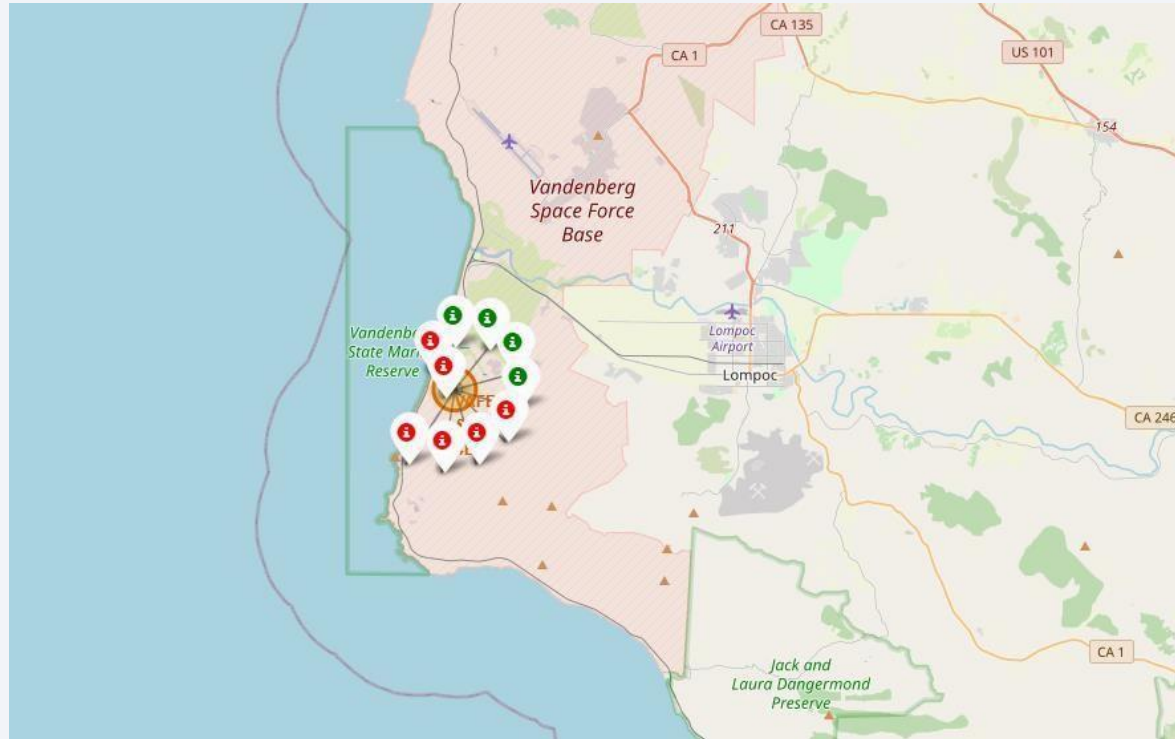 CA 135
CA 1
US 101
154
Vandenberg
Space Force
Base
211
Lompoc
Airport
Lompoc
State
Reserve
CA 246
CA 1
Jack and
Laura Dangermond
Preserve